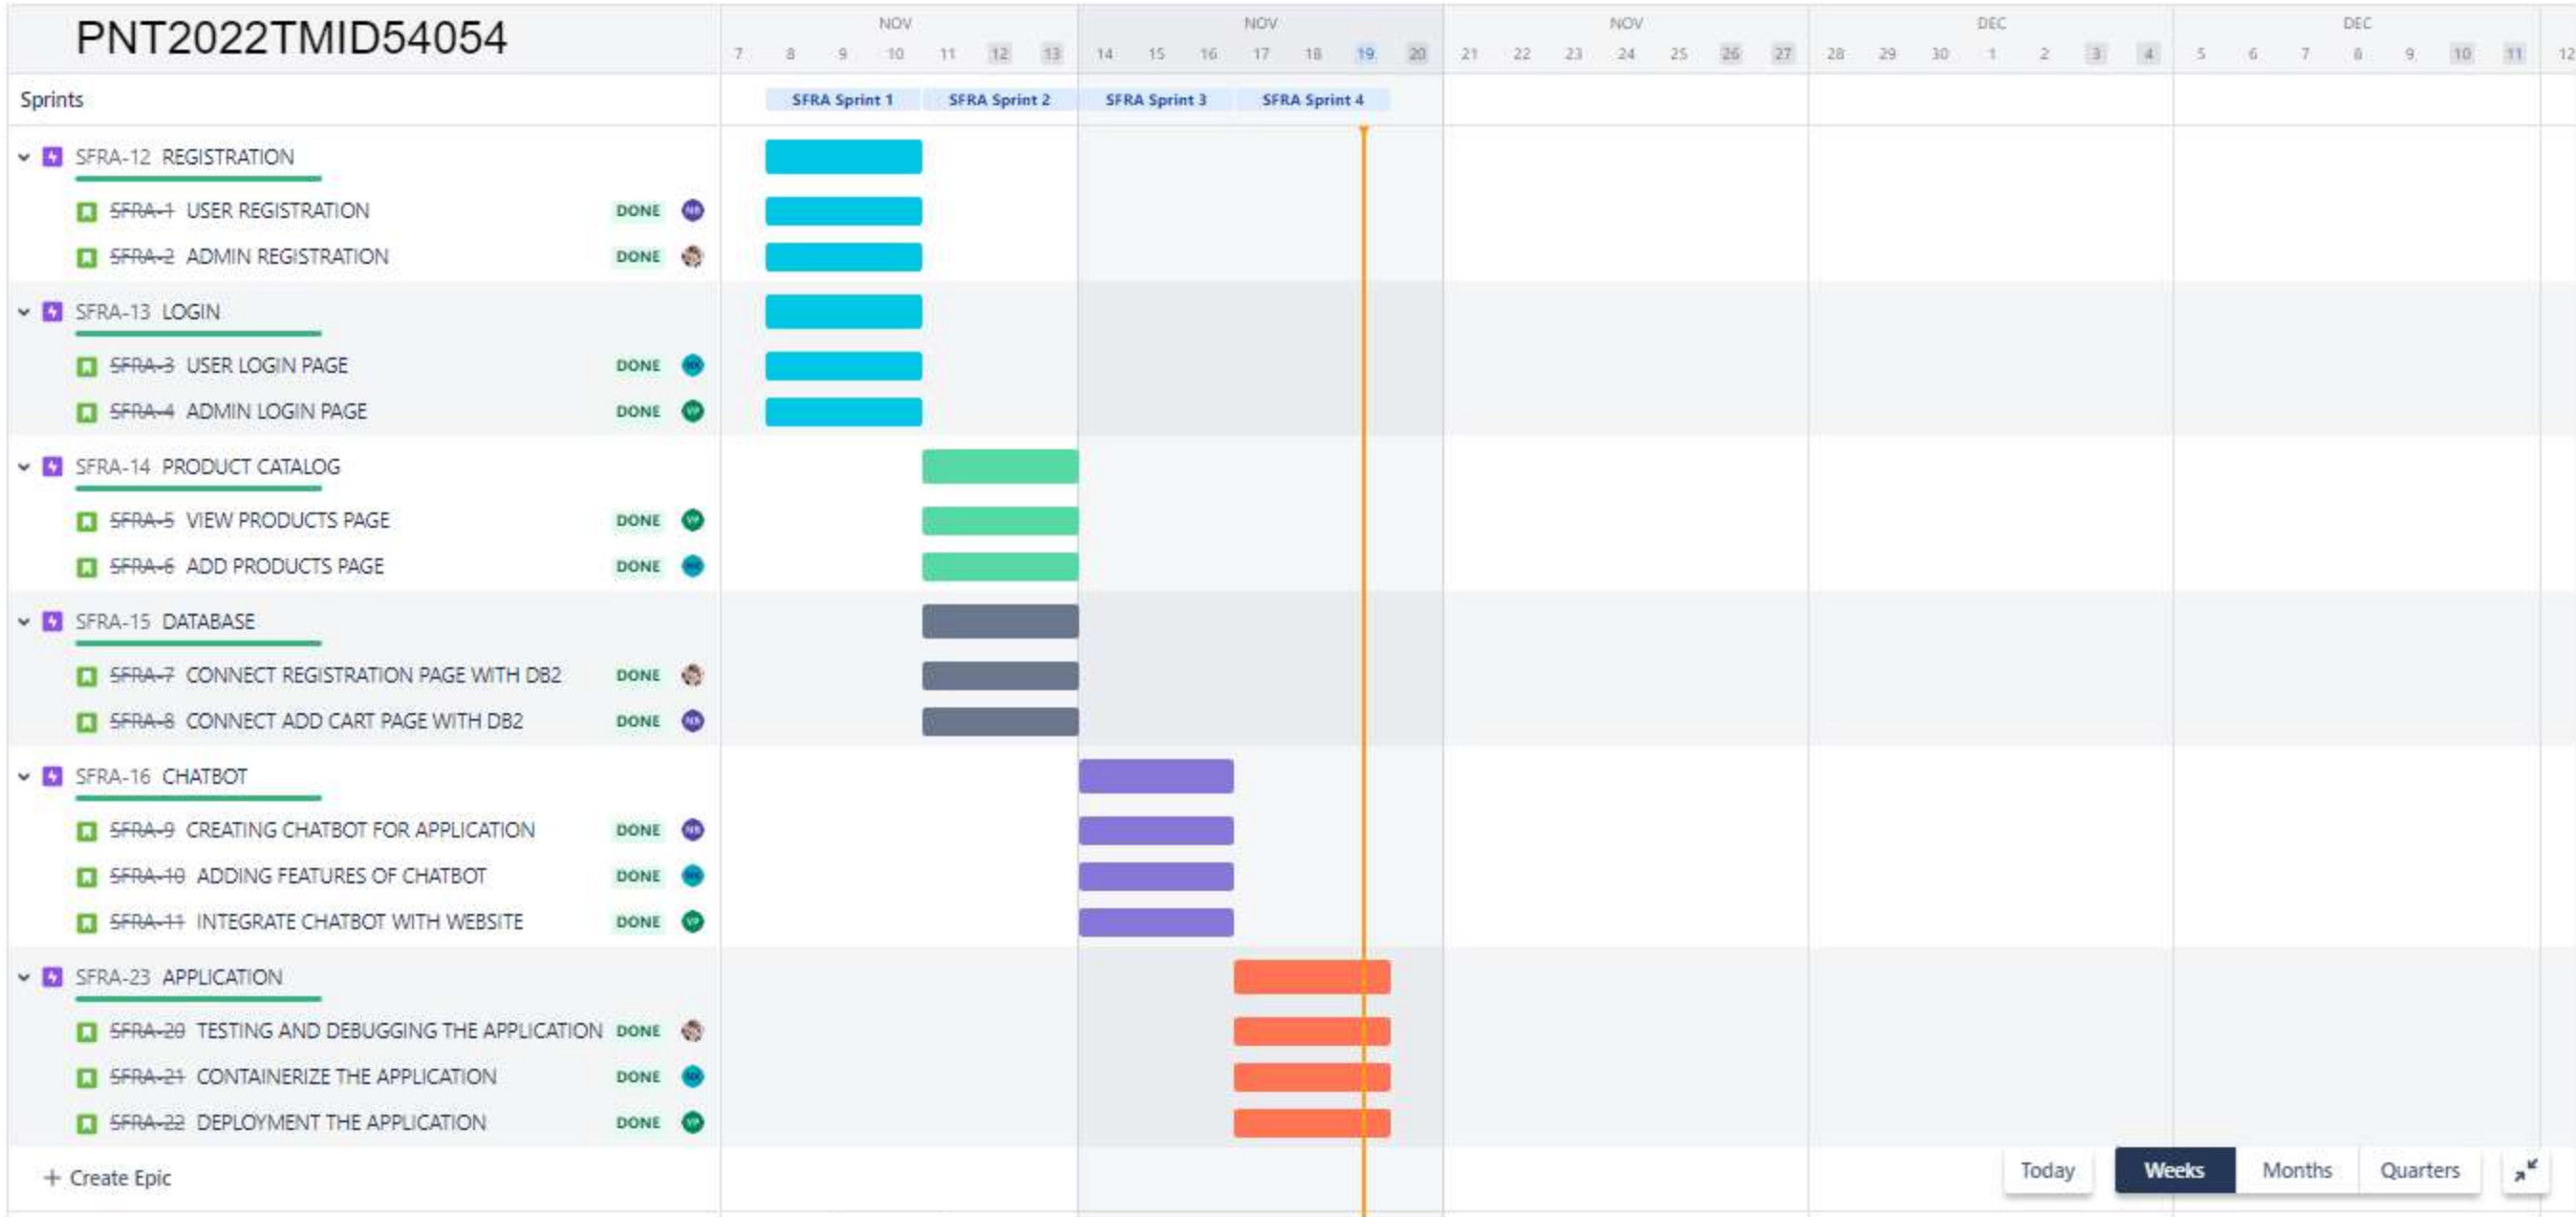 PNT2022TMID54054
NOV NOV NOV DEC DEC
7 8 9 10 11 12 13 14 15 16 17 18 19 20 21 22 23 24 25 26 27 28 29 30 1 2 3 4 5 6 7 8 9 10 11 12
Sprints SFRA Sprint 1 SFRA Sprint 2 SFRA Sprint 3 SFRA Sprint 4
SFRA-12 REGISTRATION
SFRA-1 USER REGISTRATION DONE NB
SFRA-2 ADMIN REGISTRATION DONE
SFRA-13 LOGIN
SFRA-3 USER LOGIN PAGE DONE
SFRA-4 ADMIN LOGIN PAGE DONE VP
SFRA-14 PRODUCT CATALOG
SFRA-5 VIEW PRODUCTS PAGE DONE VP
SFRA-6 ADD PRODUCTS PAGE DONE
SFRA-15 DATABASE
SFRA-7 CONNECT REGISTRATION PAGE WITH DB2 DONE
SFRA-8 CONNECT ADD CART PAGE WITH DB2 DONE NB
SFRA-16 CHATBOT
SFRA-9 CREATING CHATBOT FOR APPLICATION DONE NB
SFRA-10 ADDING FEATURES OF CHATBOT DONE
SFRA-11 INTEGRATE CHATBOT WITH WEBSITE DONE VP
SFRA-23 APPLICATION
SFRA-20 TESTING AND DEBUGGING THE APPLICATION DONE
SFRA-21 CONTAINERIZE THE APPLICATION DONE
SFRA-22 DEPLOYMENT THE APPLICATION DONE VP
+ Create Epic Today Weeks Months Quarters